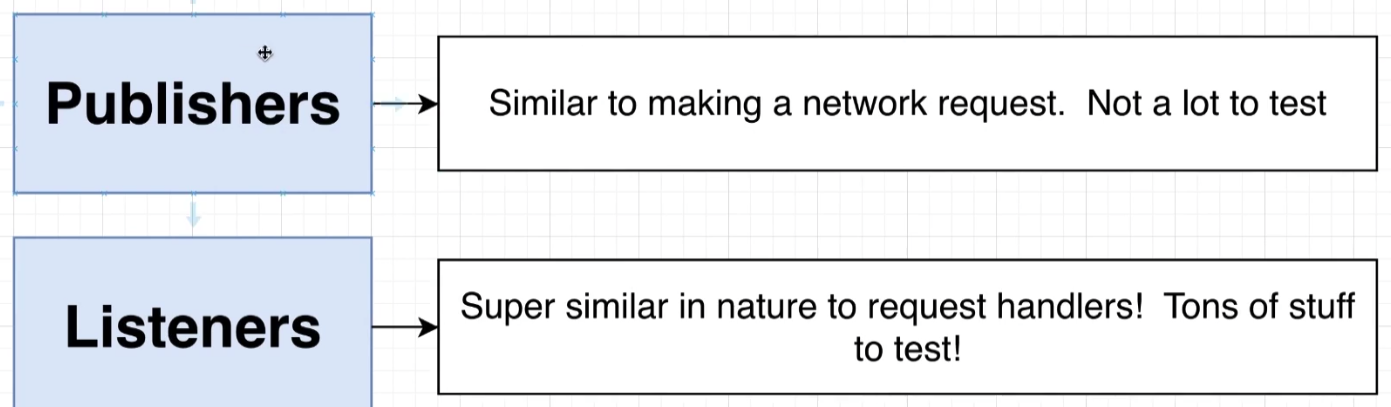 Publishers
Similar to making a network request.  Not a lot to test
Listeners
Super similar in nature to request handlers!  Tons of stuff
to test!